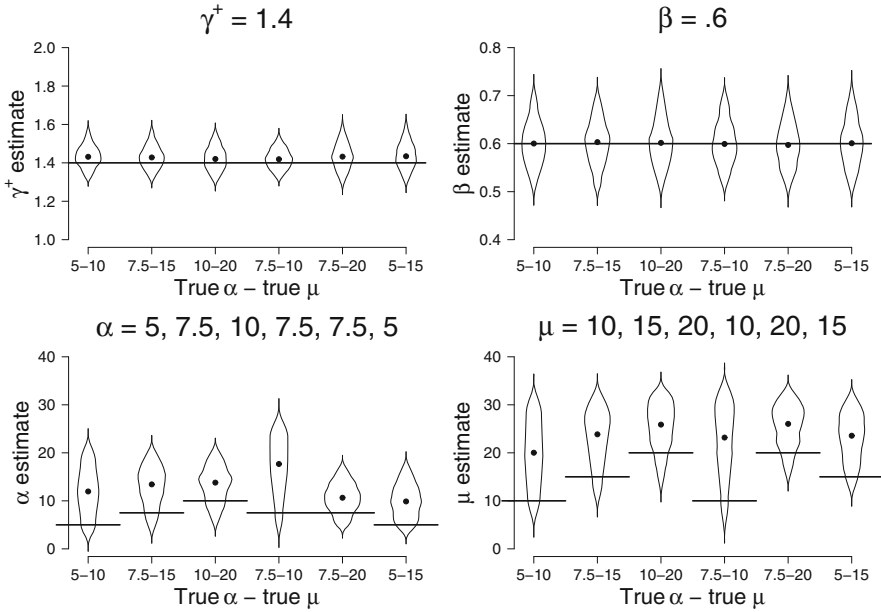 γ+ = 1.4
γ+ estimate
2.0
1.8
1.6
1.4
1.2
1.0
5–10 7.5–15 10–20 7.5–10 7.5–20 5–15
True α – true μ
β = .6
β estimate
0.8
0.7
0.6
0.5
0.4
5–10 7.5–15 10–20 7.5–10 7.5–20 5–15
True α – true μ
α = 5, 7.5, 10, 7.5, 7.5, 5
α estimate
40
30
20
10
0
5–10 7.5–15 10–20 7.5–10 7.5–20 5–15
True α – true μ
μ = 10, 15, 20, 10, 20, 15
μ estimate
40
30
20
10
0
5–10 7.5–15 10–20 7.5–10 7.5–20 5–15
True α – true μ